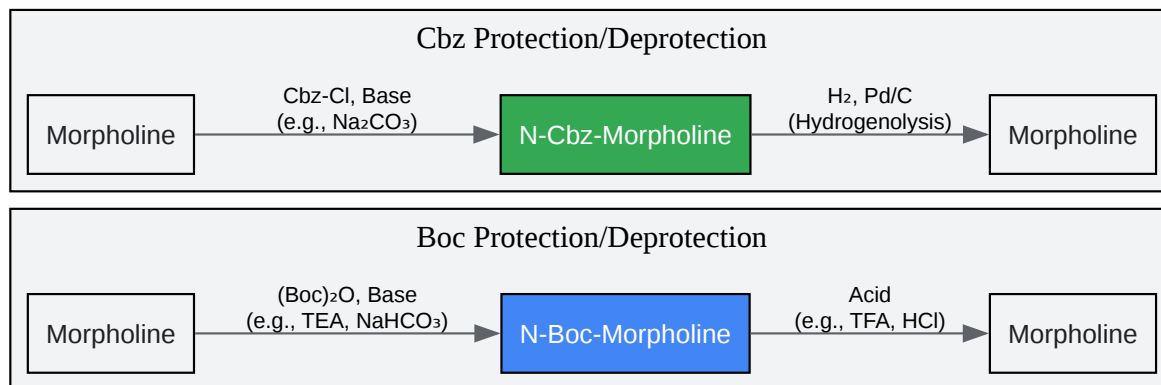 Cbz Protection/Deprotection
Morpholine
Cbz-Cl, Base
(e.g., Na₂CO₃)
N-Cbz-Morpholine
H₂, Pd/C
(Hydrogenolysis)
Morpholine
Boc Protection/Deprotection
Morpholine
(Boc)₂O, Base
(e.g., TEA, NaHCO₃)
N-Boc-Morpholine
Acid
(e.g., TFA, HCl)
Morpholine